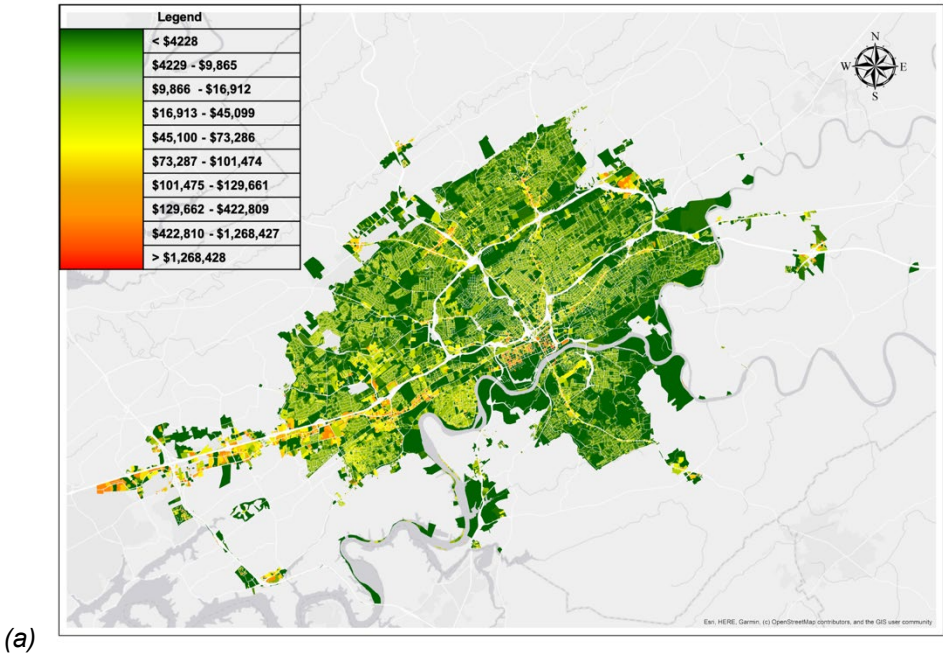 Legend
< $4228
$4229 - $9,865
$9,866 - $16,912
$16,913 - $45,099
$45,100 - $73,286
$73,287 - $101,474
$101,475 - $129,661
$129,662 - $422,809
$422,810 - $1,268,427
> $1,268,428
N
W E
S
Esri, HERE, Garmin, (c) OpenStreetMap contributors, and the GIS user community
(a)